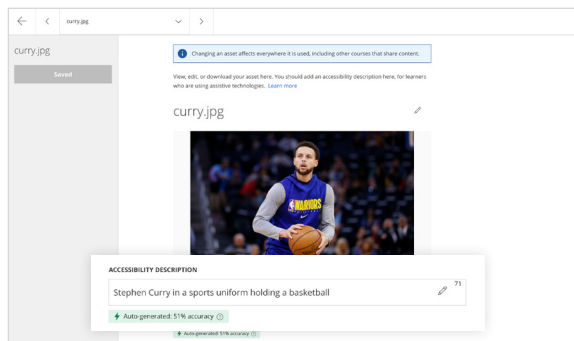 curry.jpg
curry.jpg
Saved
Changing an asset affects everywhere it is used, including other courses that share content.
View, edit, or download your asset here. You should add an accessibility description here, for learners
who are using assistive technologies. Learn more
curry.jpg
WARRIORS
ACCESSIBILITY DESCRIPTION
71
Stephen Curry in a sports uniform holding a basketball
Auto-generated: 51% accuracy
Auto-generated: 51% accuracy